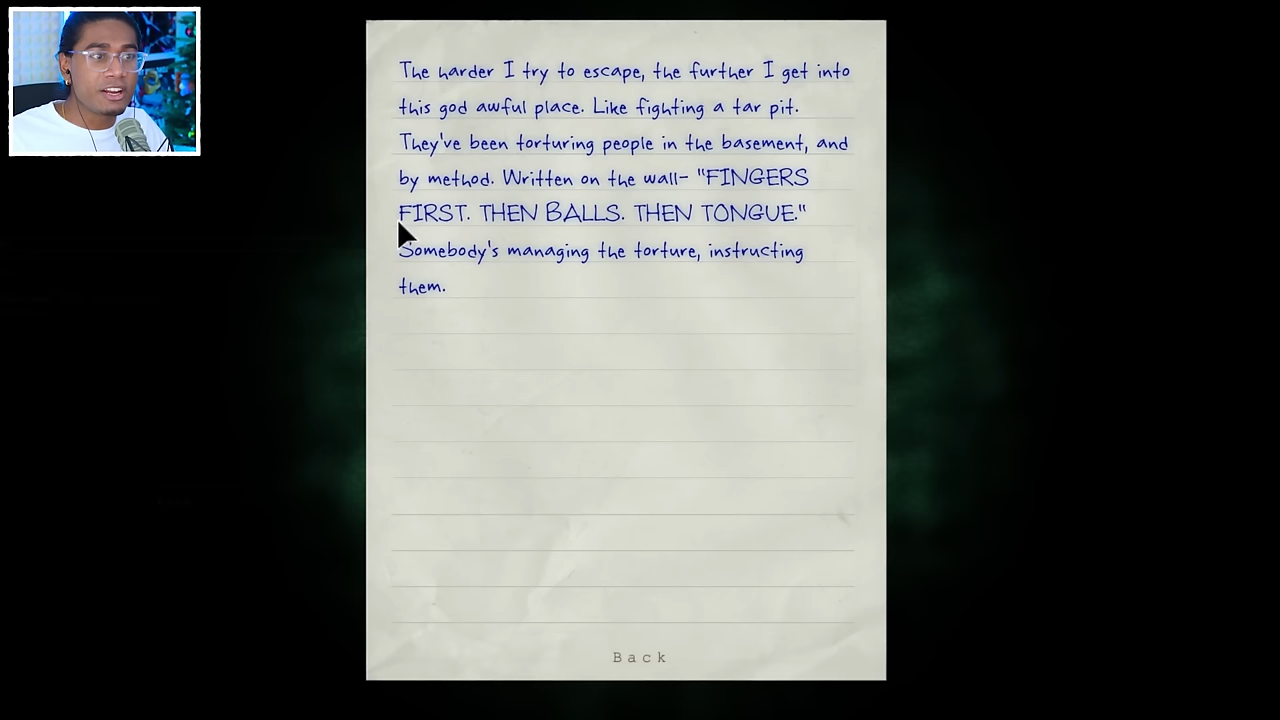 The harder I try to escape, the further I get into
this god awful place. Like fighting a tar pit.
They've been torturing people in the basement, and
by method. Written on the wall- "FINGERS
FIRST. THEN BALLS. THEN TONGUE."
Somebody's managing the torture, instructing
them.
Back